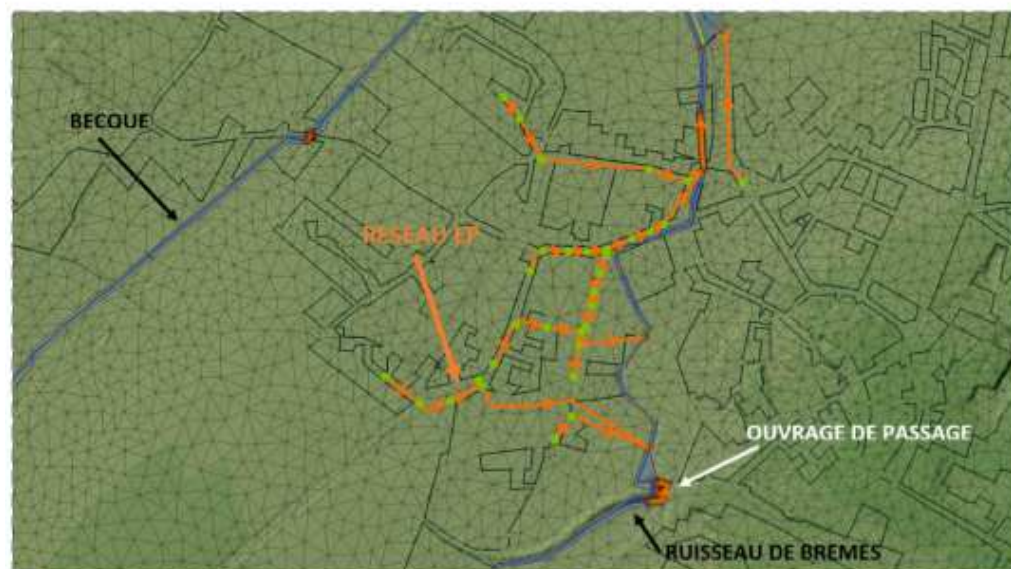 BECQUE
RESEAU EP
OUVRAGE DE PASSAGE
RUISSEAU DE BREMES